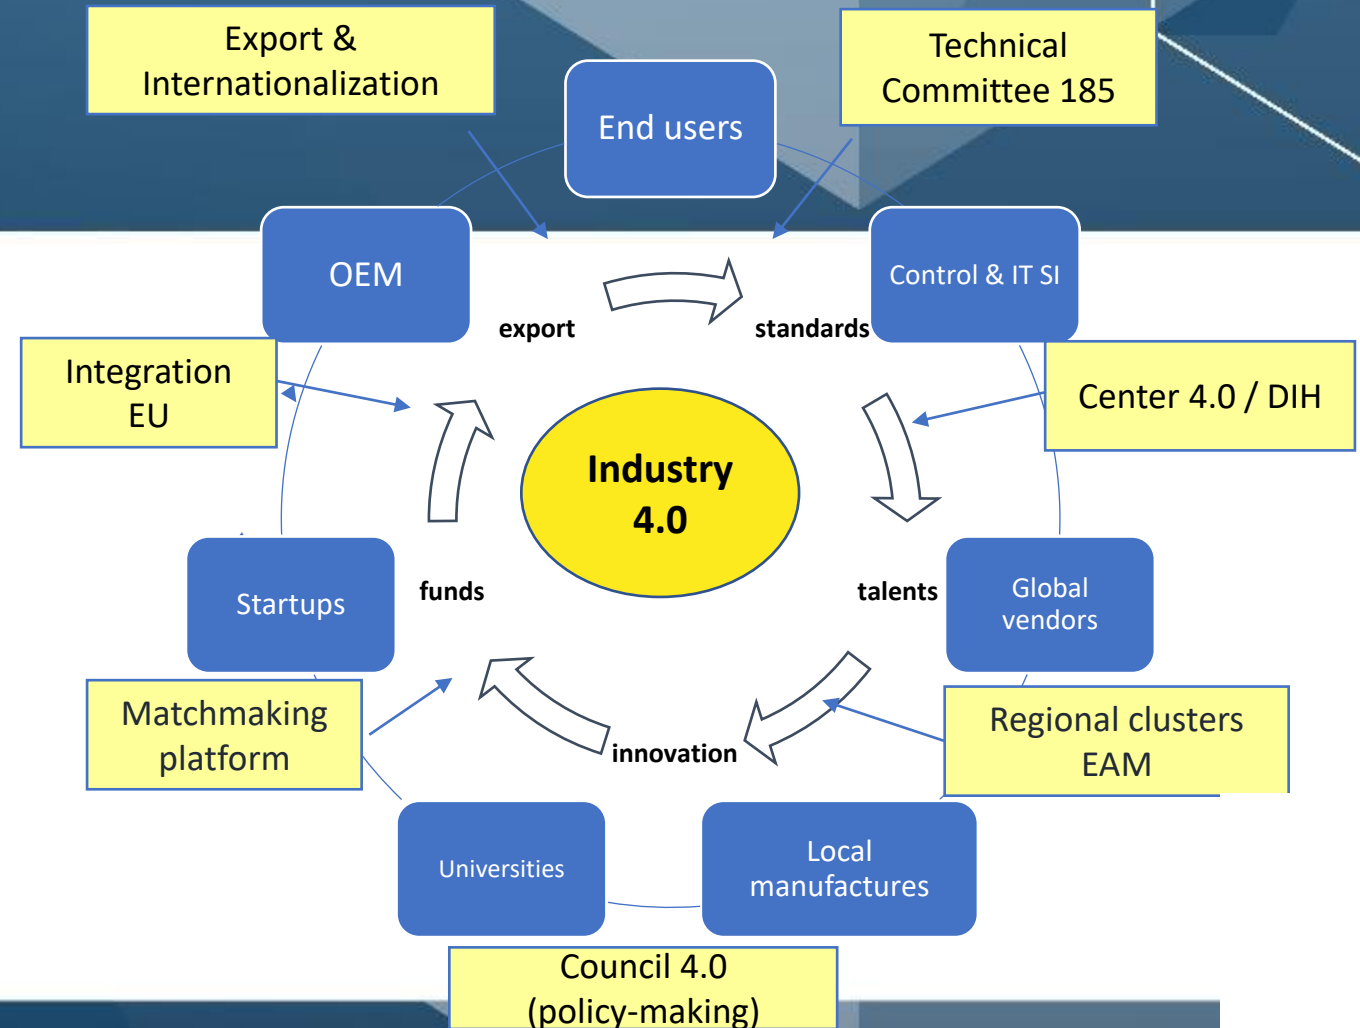 Export &
Internationalization
Technical
Committee 185
End users
OEM
Control & IT SI
export
standards
Integration
EU
Center 4.0 / DIH
Industry
4.0
Startups
funds
talents
Global
vendors
Matchmaking
platform
innovation
Regional clusters
EAM
Universities
Local
manufactures
Council 4.0
(policy-making)